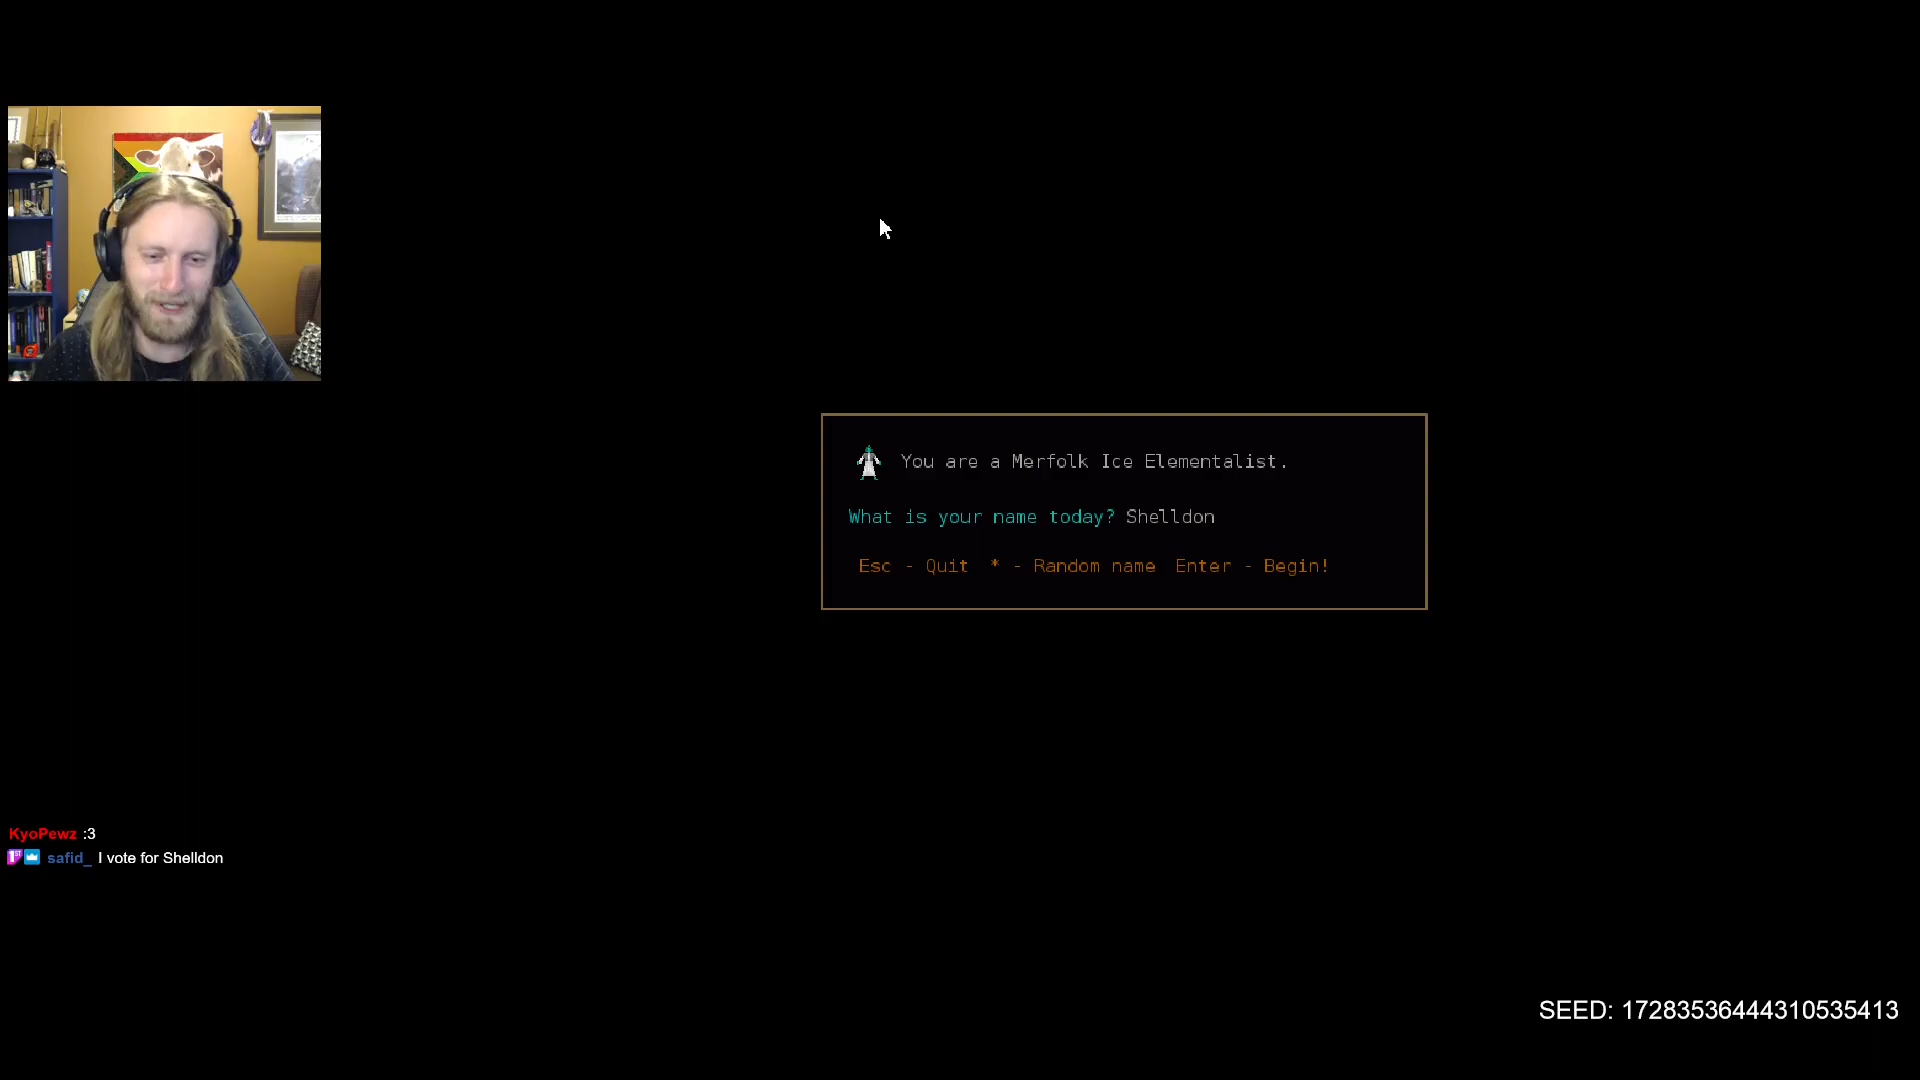 You are a Merfolk Ice Elementalist.
What is your name today? Shelldon
Esc - Quit * - Random name Enter - Begin!
KyoPewz :3
safid_ I vote for Shelldon
SEED: 17283536444310535413